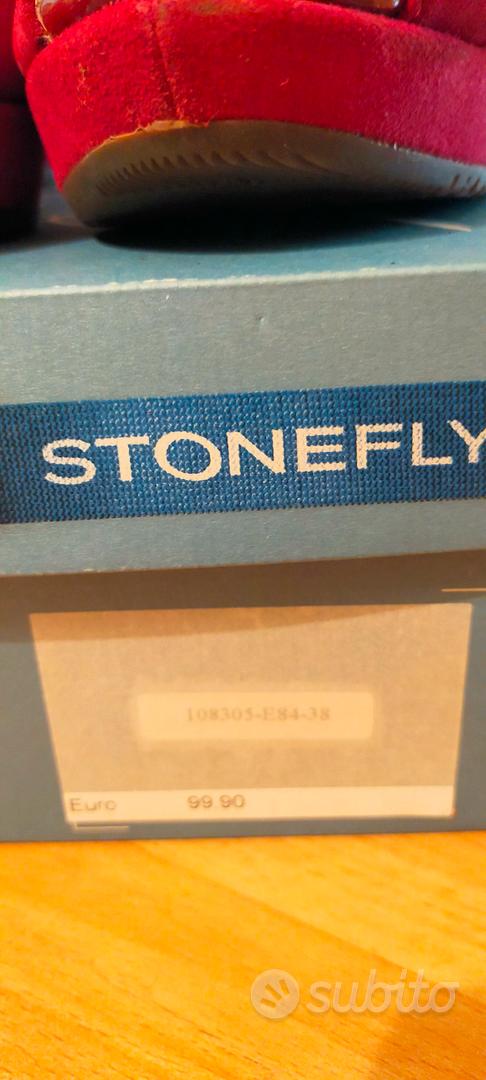 STONEFLY
108305-E84-38
Euro 99 90
subito